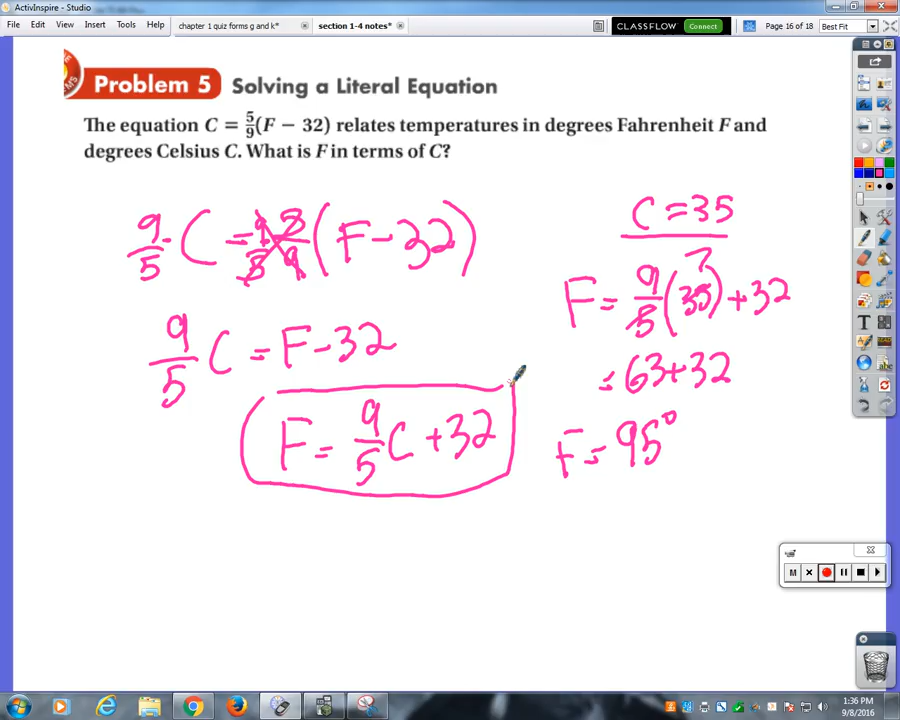 ActivInspire - Studio
File Edit View Insert Tools Help
chapter 1 quiz forms g and k*
section 1-4 notes*
CLASSFLOW Connect
Page 16 of 18
Best Fit
Problem 5 Solving a Literal Equation
The equation C = 5/9(F − 32) relates temperatures in degrees Fahrenheit F and
degrees Celsius C. What is F in terms of C?
9/5 · C = 9/5 · 5/9 (F − 32)
9/5 C = F − 32
F = 9/5 C + 32
C = 35
7
F = 9/5 (35) + 32
= 63 + 32
F = 95°
M
1:36 PM
9/8/2016